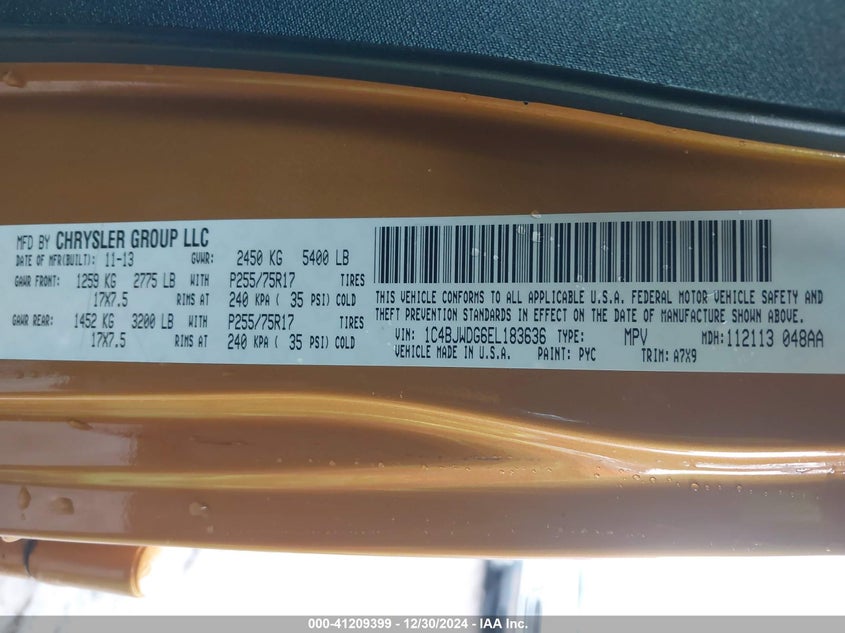 MFD BY CHRYSLER GROUP LLC
DATE OF MFR(BUILT): 11-13 GVWR: 2450 KG 5400 LB
GAWR FRONT: 1259 KG 2775 LB WITH P255/75R17 TIRES
17X7.5 RIMS AT 240 KPA ( 35 PSI) COLD
GAWR REAR: 1452 KG 3200 LB WITH P255/75R17 TIRES
17X7.5 RIMS AT 240 KPA ( 35 PSI) COLD
THIS VEHICLE CONFORMS TO ALL APPLICABLE U.S.A. FEDERAL MOTOR VEHICLE SAFETY AND
THEFT PREVENTION STANDARDS IN EFFECT ON THE DATE OF MANUFACTURE SHOWN ABOVE.
VIN: 1C4BJWDG6EL183636 TYPE: MPV MDH: 112113 048AA
VEHICLE MADE IN U.S.A. PAINT: PYC TRIM: A7X9
000-41209399 - 12/30/2024 - IAA Inc.